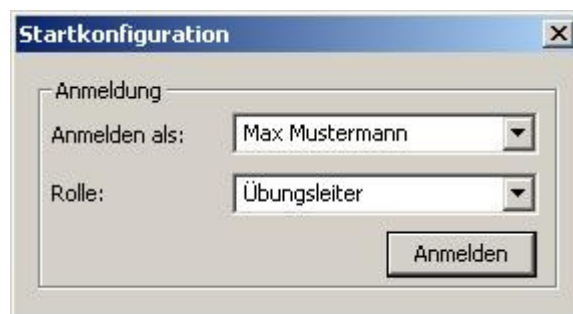 Startkonfiguration
Anmeldung
Anmelden als: Max Mustermann
Rolle: Übungsleiter
Anmelden